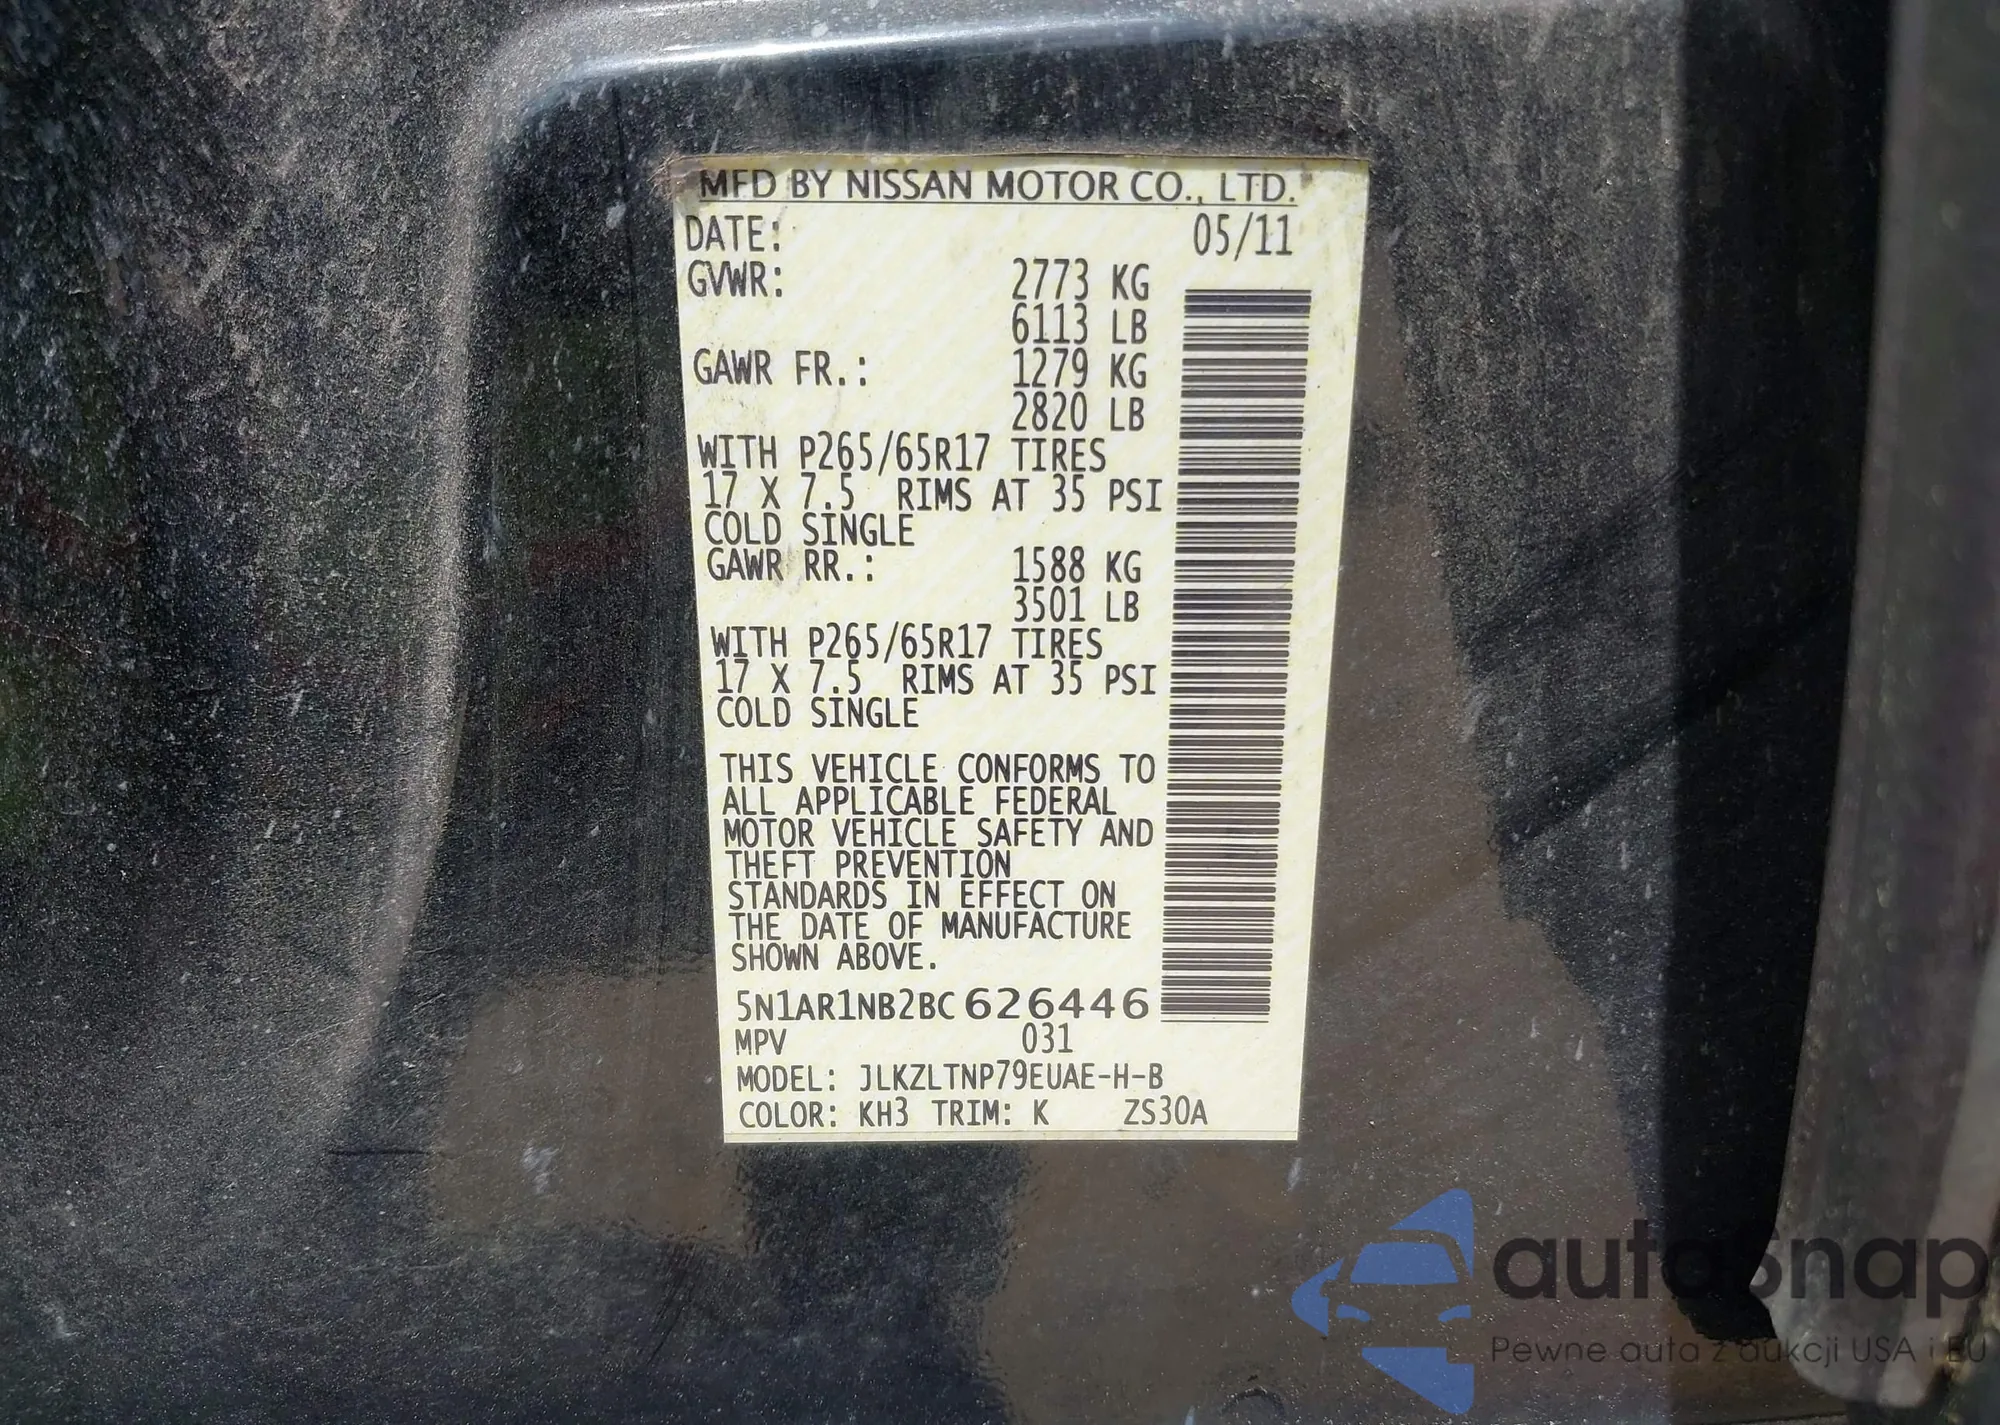 MFD BY NISSAN MOTOR CO., LTD.
DATE: 05/11
GVWR: 2773 KG
6113 LB
GAWR FR.: 1279 KG
2820 LB
WITH P265/65R17 TIRES
17 X 7.5 RIMS AT 35 PSI
COLD SINGLE
GAWR RR.: 1588 KG
3501 LB
WITH P265/65R17 TIRES
17 X 7.5 RIMS AT 35 PSI
COLD SINGLE
THIS VEHICLE CONFORMS TO
ALL APPLICABLE FEDERAL
MOTOR VEHICLE SAFETY AND
THEFT PREVENTION
STANDARDS IN EFFECT ON
THE DATE OF MANUFACTURE
SHOWN ABOVE.
5N1AR1NB2BC 626446
MPV 031
MODEL: JLKZLTNP79EUAE-H-B
COLOR: KH3 TRIM: K ZS30A
autosnap
Pewne auta z aukcji USA i EU